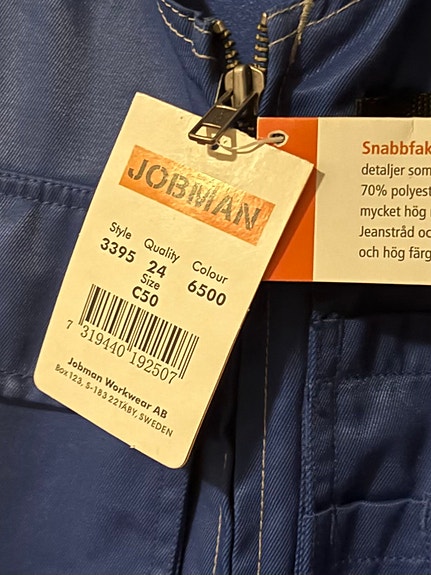 JOBMAN
Style Quality Colour
3395 24 6500
Size
C50
7 319440 192507
Jobman Workwear AB
Box 123, S-183 22 TÄBY, SWEDEN
Snabbfak
detaljer som
70% polyest
mycket hög
Jeanstråd oc
och hög färg